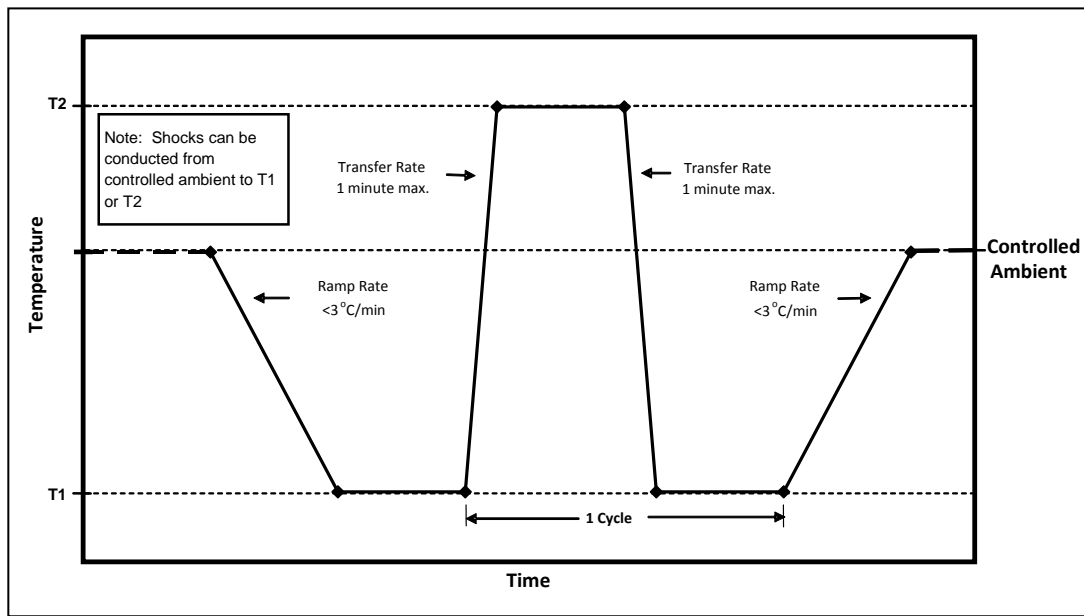 T2
Note: Shocks can be
conducted from
controlled ambient to T1
or T2
Transfer Rate
1 minute max.
Transfer Rate
1 minute max.
Temperature
Controlled
Ambient
Ramp Rate
<3°C/min
Ramp Rate
<3°C/min
T1
1 Cycle
Time